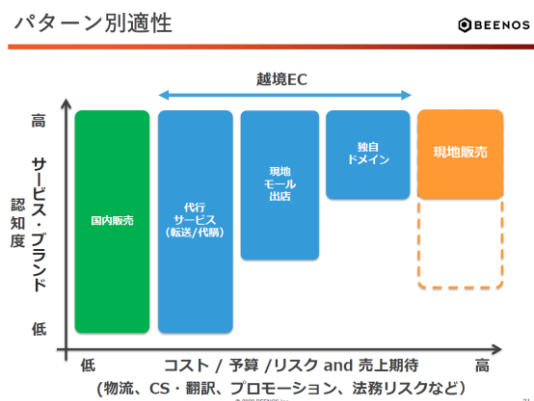 パターン別適性
BEENOS
越境EC
高
サービス・ブランド
認知度
低
国内販売
代行
サービス
（転送/代購）
現地
モール
出店
独自
ドメイン
現地販売
低
コスト / 予算 /リスク and 売上期待
高
(物流、CS・翻訳、プロモーション、法務リスクなど）